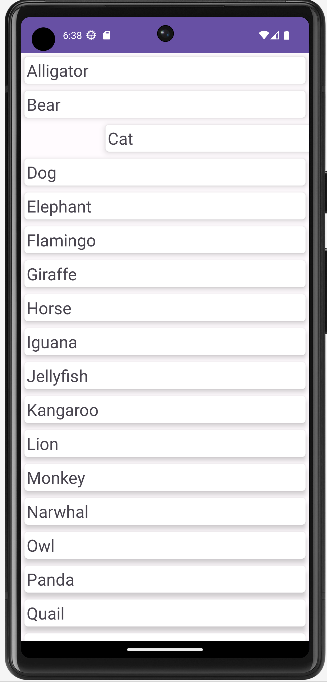 6:38
Alligator
Bear
Cat
Dog
Elephant
Flamingo
Giraffe
Horse
Iguana
Jellyfish
Kangaroo
Lion
Monkey
Narwhal
Owl
Panda
Quail